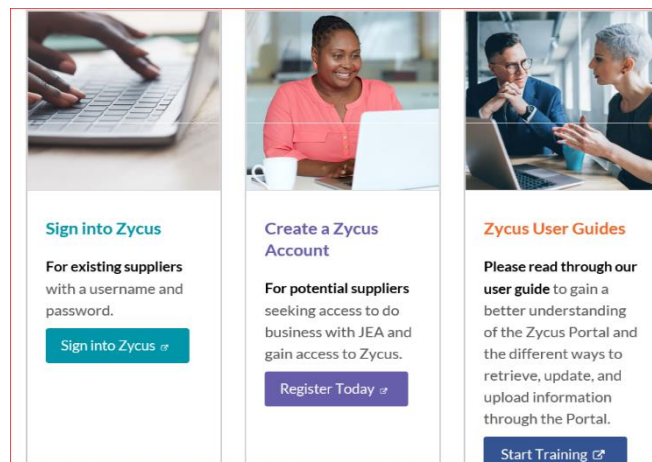 Sign into Zycus
For existing suppliers
with a username and
password.
Sign into Zycus
Create a Zycus
Account
For potential suppliers
seeking access to do
business with JEA and
gain access to Zycus.
Register Today
Zycus User Guides
Please read through our
user guide to gain a
better understanding
of the Zycus Portal and
the different ways to
retrieve, update, and
upload information
through the Portal.
Start Training